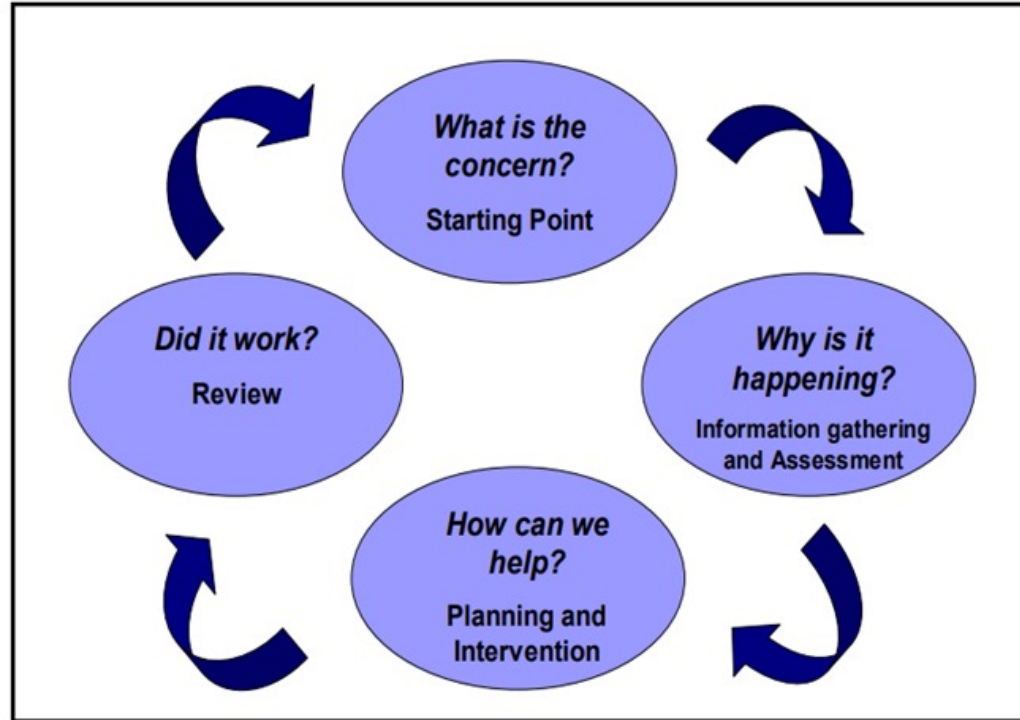 What is the
concern?
Starting Point
Why is it
happening?
Information gathering
and Assessment
How can we
help?
Planning and
Intervention
Did it work?
Review